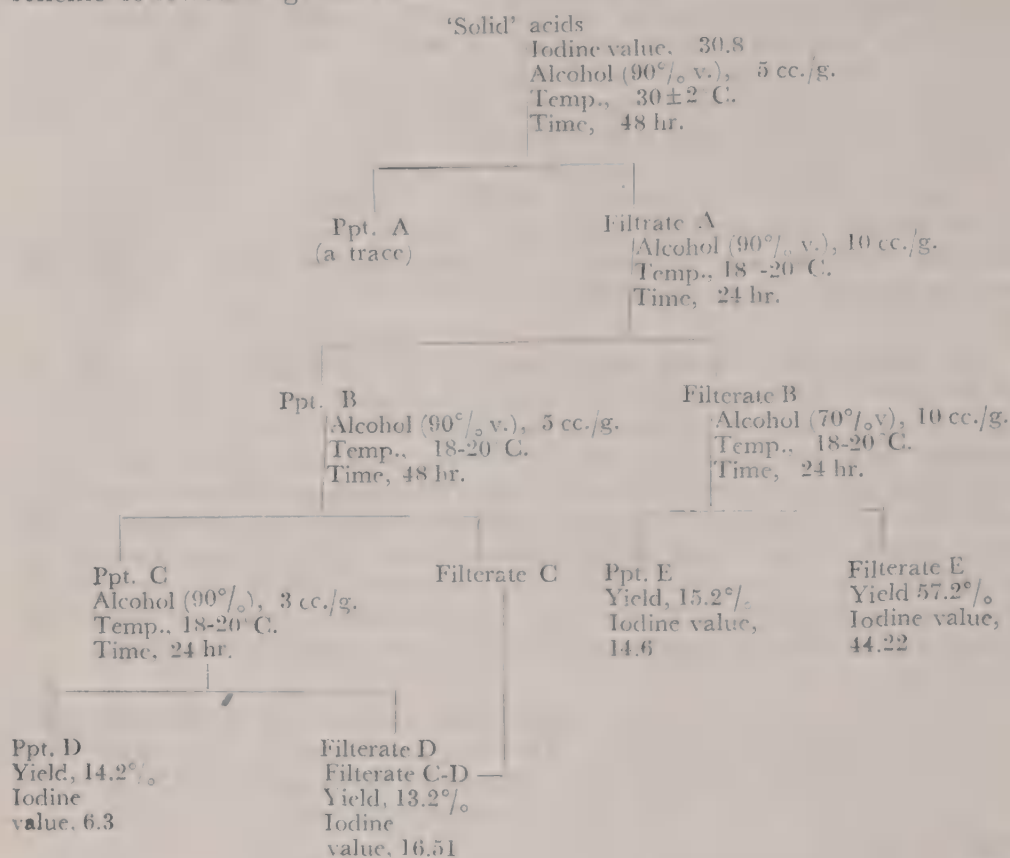 'Solid' acids
Iodine value, 30.8
Alcohol (90°/₀ v.), 5 cc./g.
Temp., 30±2 C.
Time, 48 hr.
Ppt. A
(a trace)
Filtrate A
Alcohol (90°/₀ v.), 10 cc./g.
Temp., 18 -20 C.
Time, 24 hr.
Ppt. B
Alcohol (90°/₀ v.), 5 cc./g.
Temp., 18-20 C.
Time, 48 hr.
Filterate B
Alcohol (70°/₀v), 10 cc./g.
Temp., 18-20 C.
Time, 24 hr.
Ppt. C
Alcohol (90°/₀), 3 cc./g.
Temp., 18-20°C.
Time, 24 hr.
Filterate C
Ppt. E
Yield, 15.2°/₀
Iodine value,
14.6
Filterate E
Yield 57.2°/₀
Iodine value,
44.22
Ppt. D
Yield, 14.2°/₀
Iodine
value, 6.3
Filterate D
Filterate C-D
Yield, 13.2°/₀
Iodine
value, 16.51